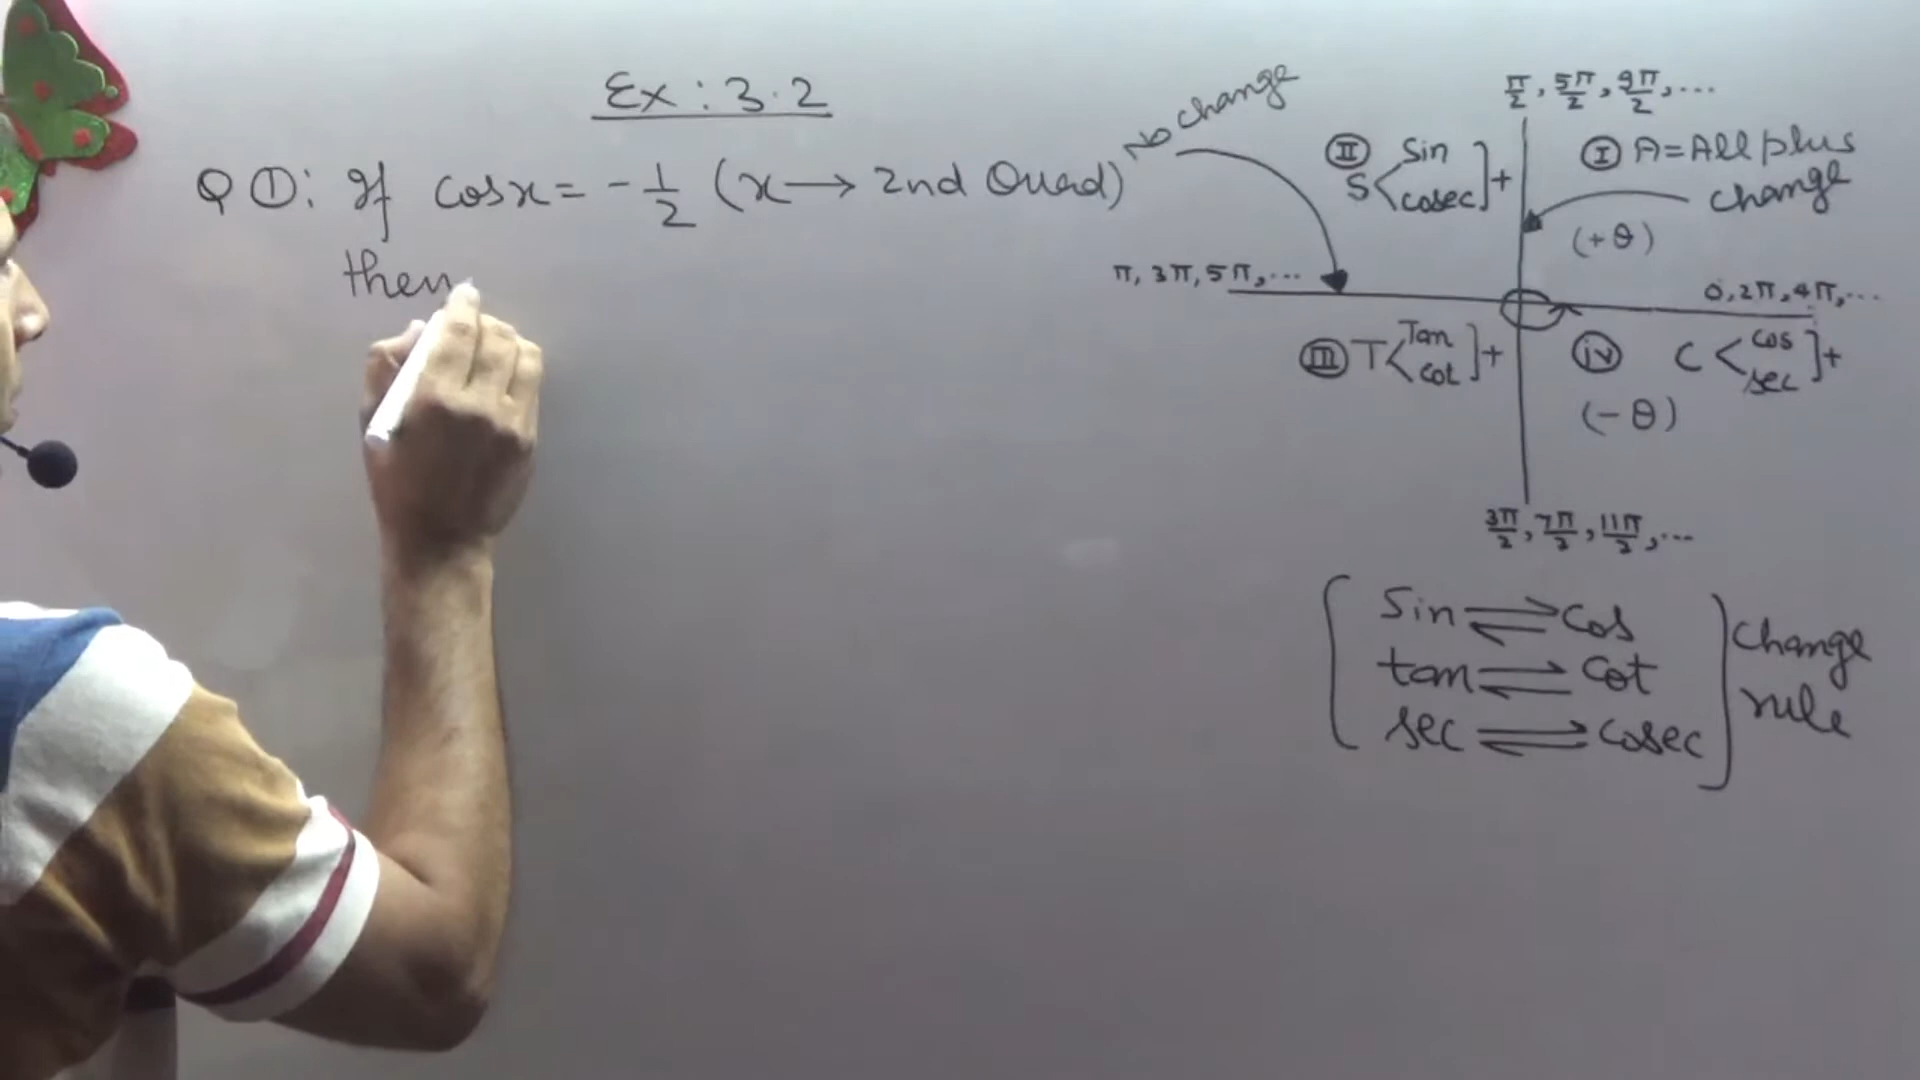 Ex : 3.2
Q ①: If cosx = - 1/2 (x → 2nd Quad)
then
No change
π/2, 5π/2, 9π/2, ...
Ⅱ S < Sin cosec ] +
Ⅰ A = All plus
change
(+θ)
π, 3π, 5π, ...
0, 2π, 4π, ...
Ⅲ T < Tan cot ] +
ⅳ C < cos sec ] +
(-θ)
3π/2, 7π/2, 11π/2, ...
Sin ⇌ Cos
tan ⇌ Cot
sec ⇌ Cosec
change
rule